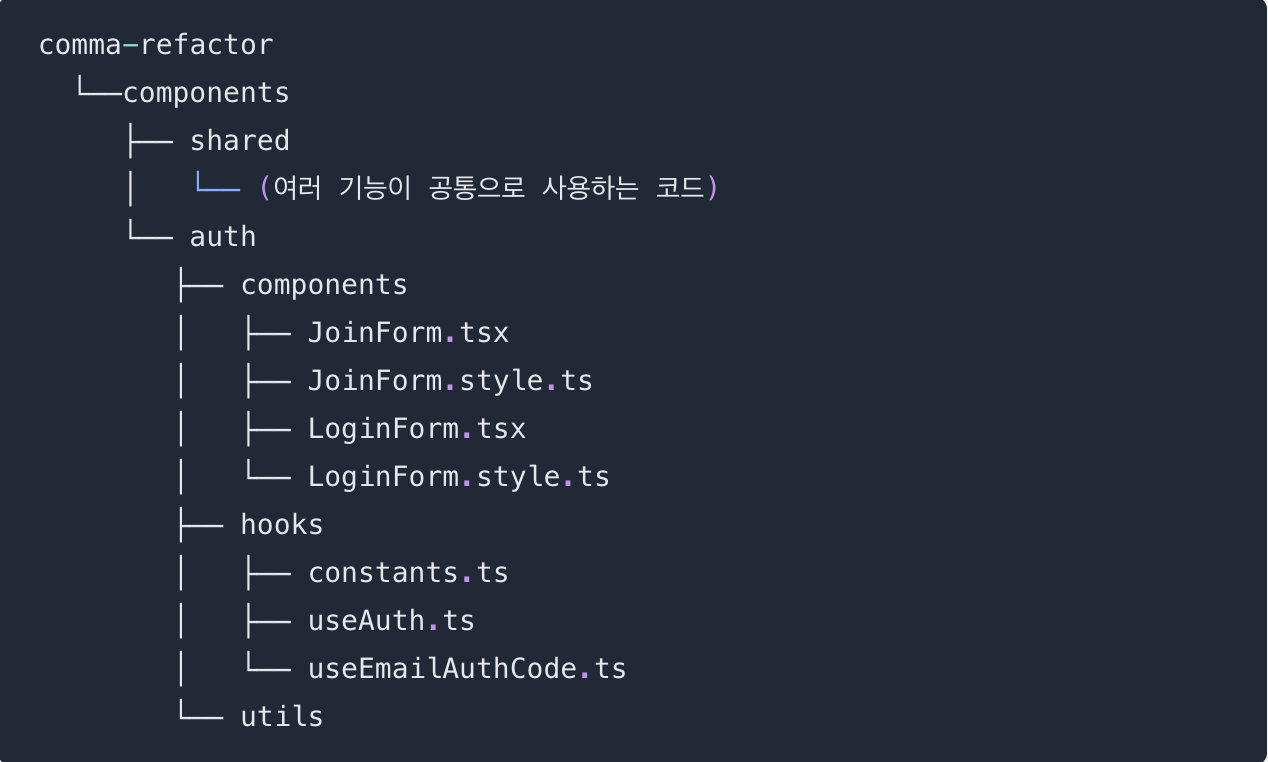 comma-refactor
└──components
├── shared
│   └── (여러 기능이 공통으로 사용하는 코드)
└── auth
├── components
│   ├── JoinForm.tsx
│   ├── JoinForm.style.ts
│   ├── LoginForm.tsx
│   └── LoginForm.style.ts
├── hooks
│   ├── constants.ts
│   ├── useAuth.ts
│   └── useEmailAuthCode.ts
└── utils